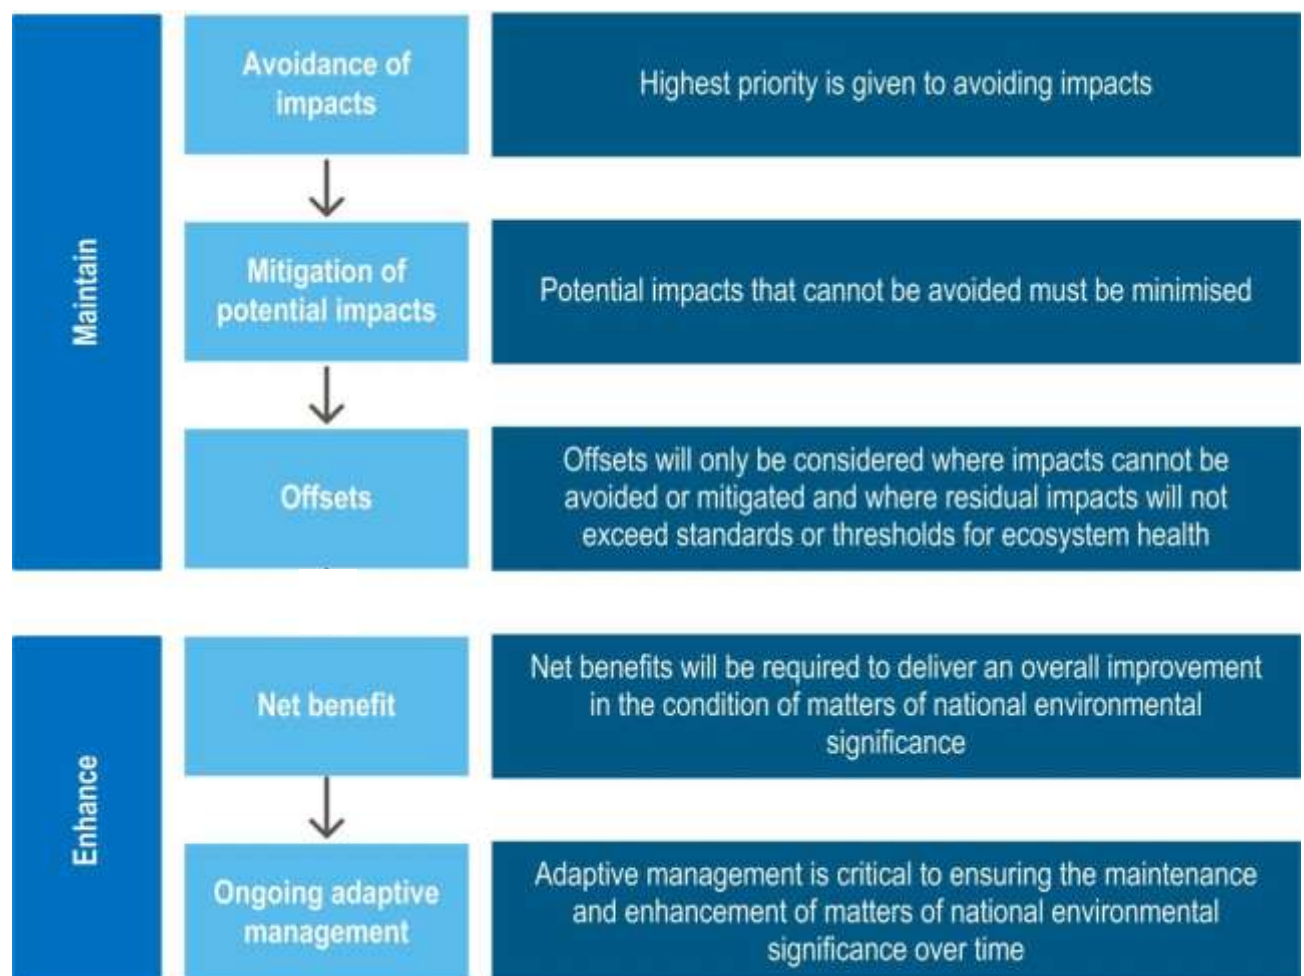 Maintain
Avoidance of
impacts
Highest priority is given to avoiding impacts
Mitigation of
potential impacts
Potential impacts that cannot be avoided must be minimised
Offsets
Offsets will only be considered where impacts cannot be
avoided or mitigated and where residual impacts will not
exceed standards or thresholds for ecosystem health
Enhance
Net benefit
Net benefits will be required to deliver an overall improvement
in the condition of matters of national environmental
significance
Ongoing adaptive
management
Adaptive management is critical to ensuring the maintenance
and enhancement of matters of national environmental
significance over time